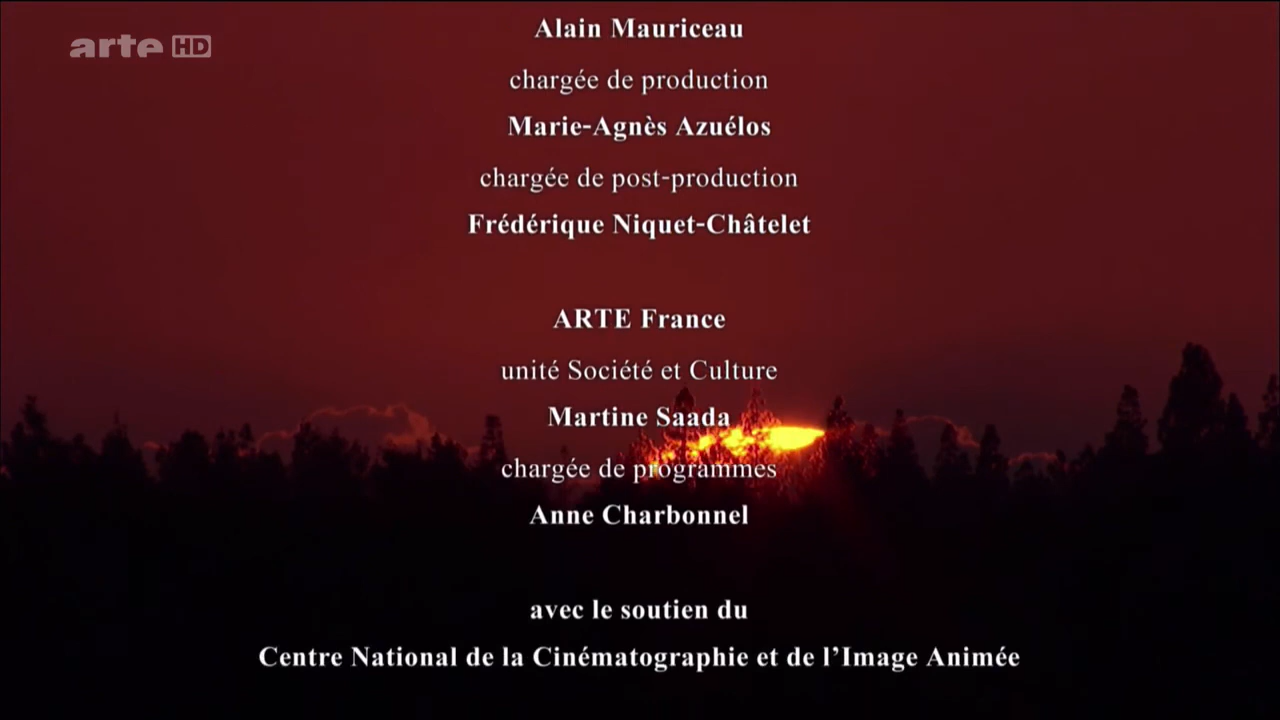 arte HD
Alain Mauriceau
chargée de production
Marie-Agnès Azuélos
chargée de post-production
Frédérique Niquet-Châtelet
ARTE France
unité Société et Culture
Martine Saada
chargée de programmes
Anne Charbonnel
avec le soutien du
Centre National de la Cinématographie et de l’Image Animée